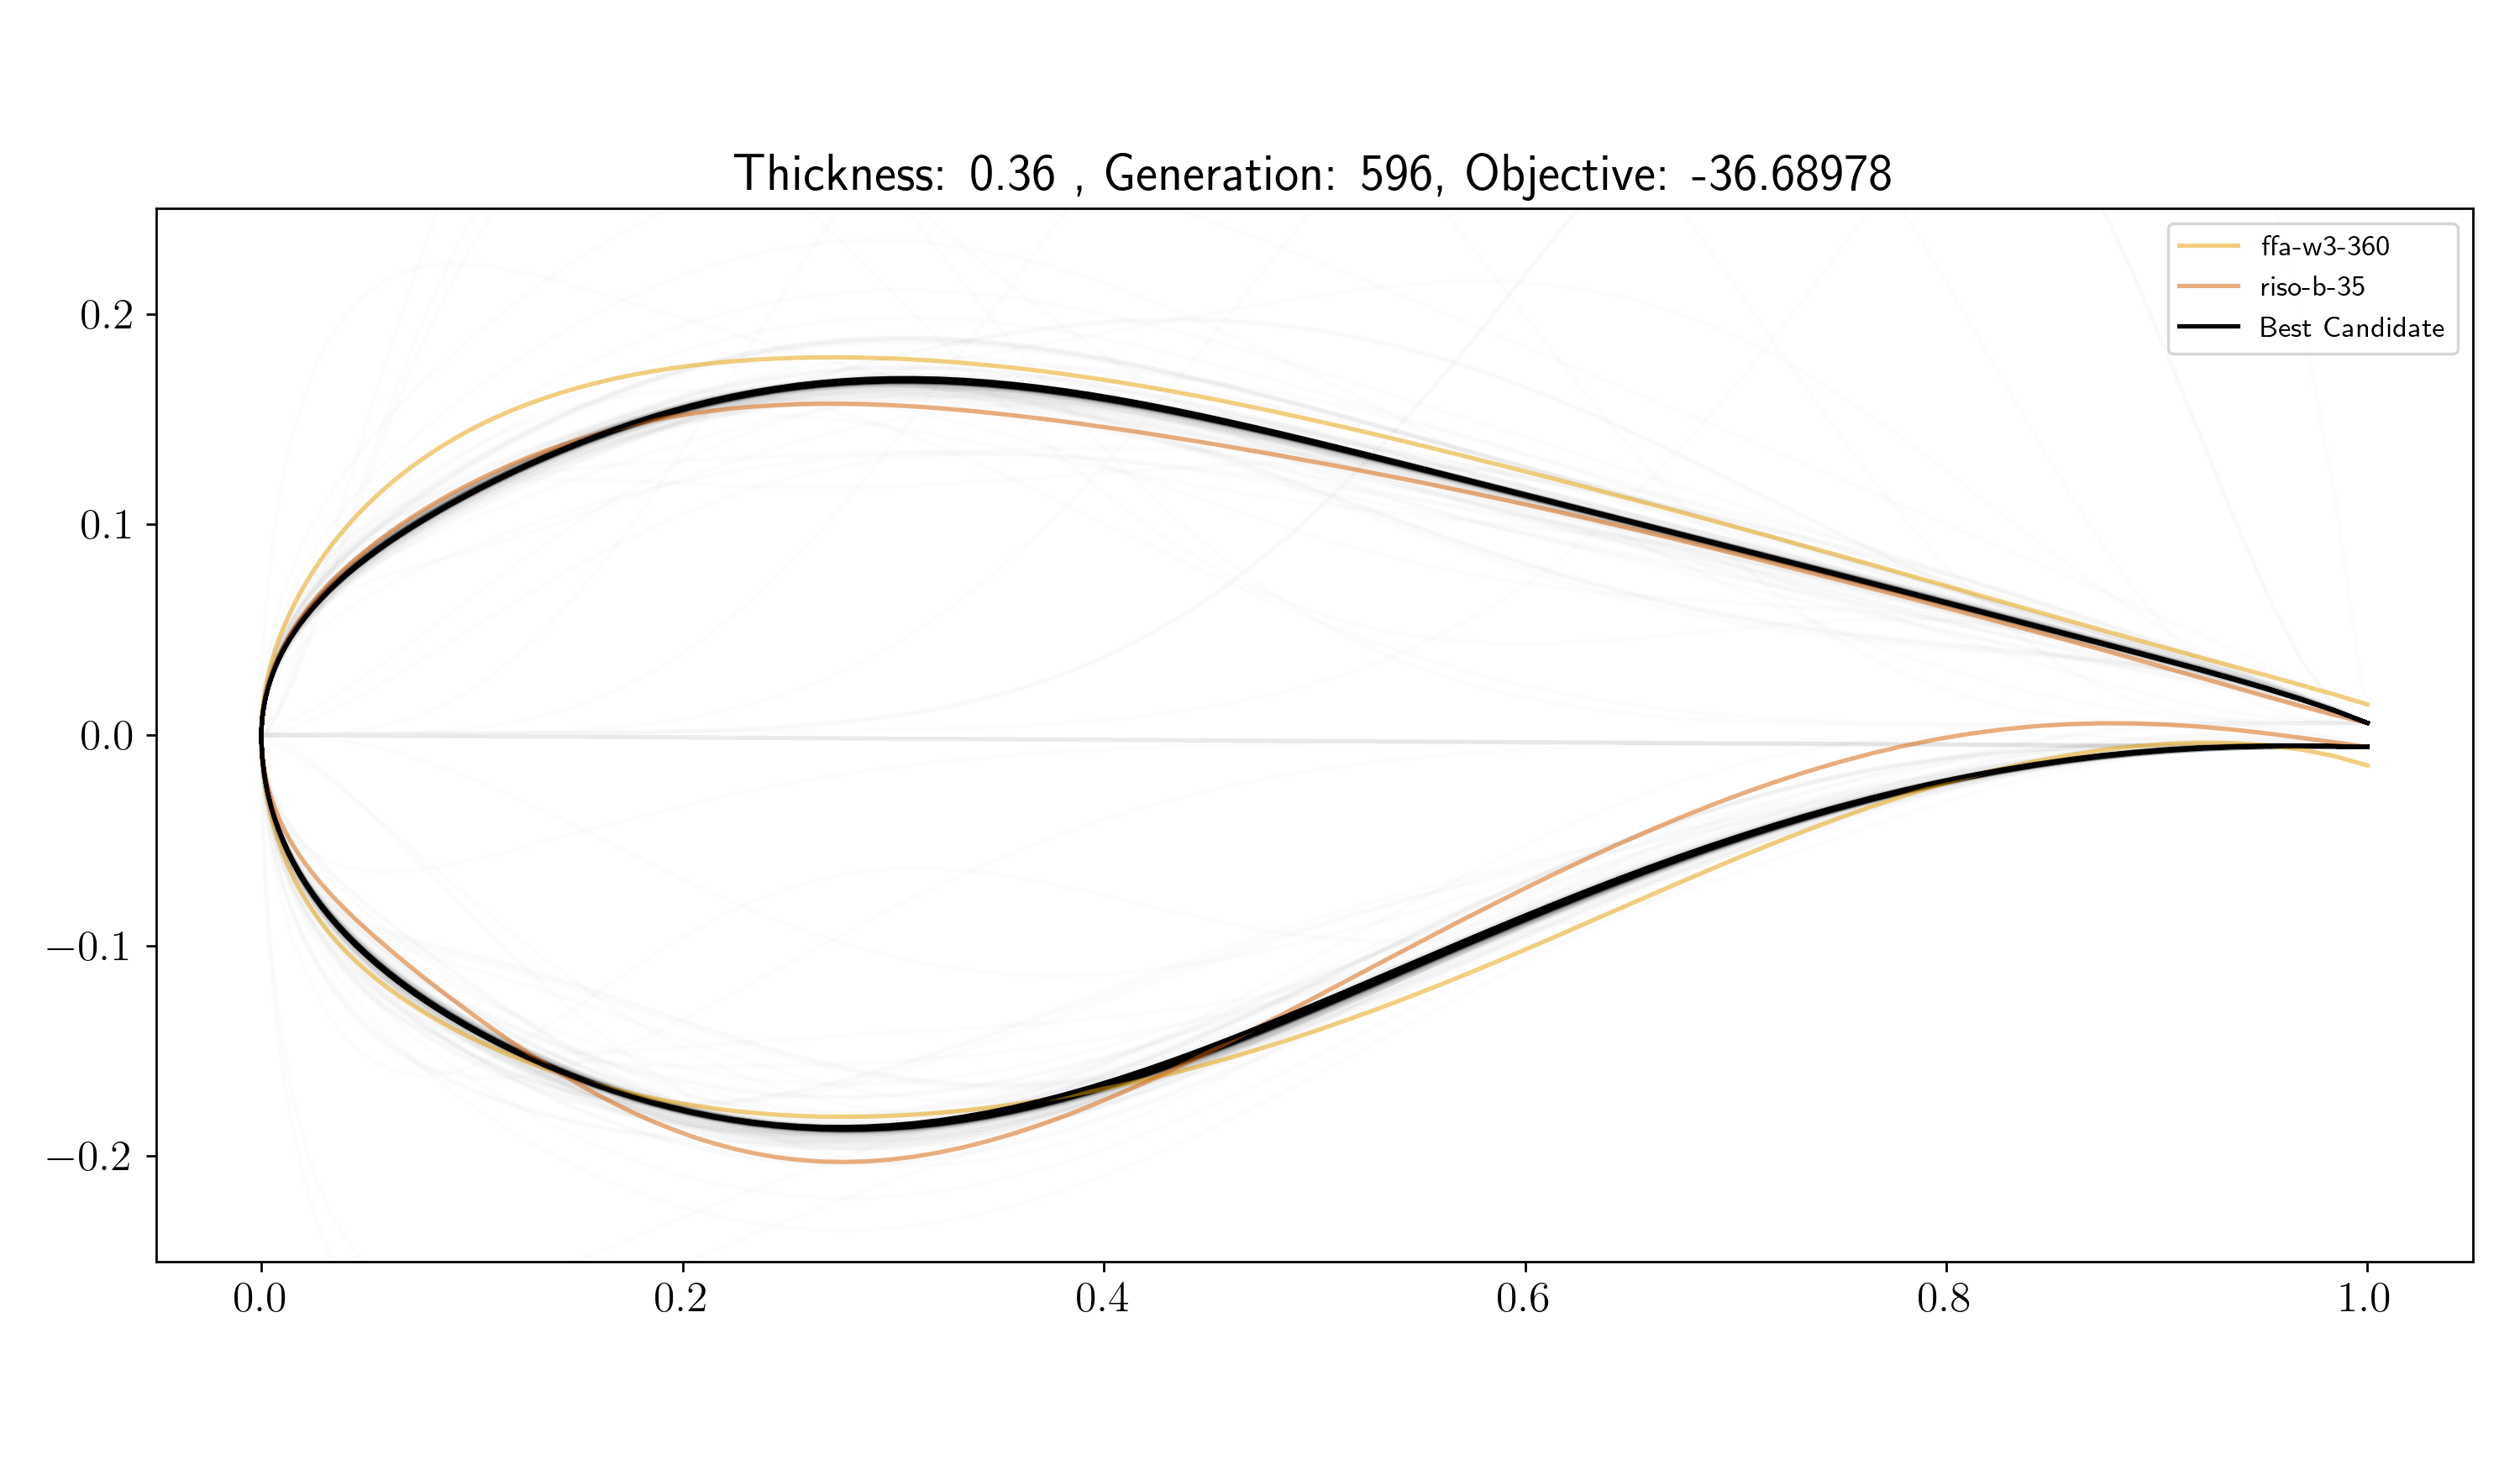 Thickness: 0.36 , Generation: 596, Objective: -36.68978
ffa-w3-360
riso-b-35
Best Candidate
0.2
0.1
0.0
−0.1
−0.2
0.0 0.2 0.4 0.6 0.8 1.0